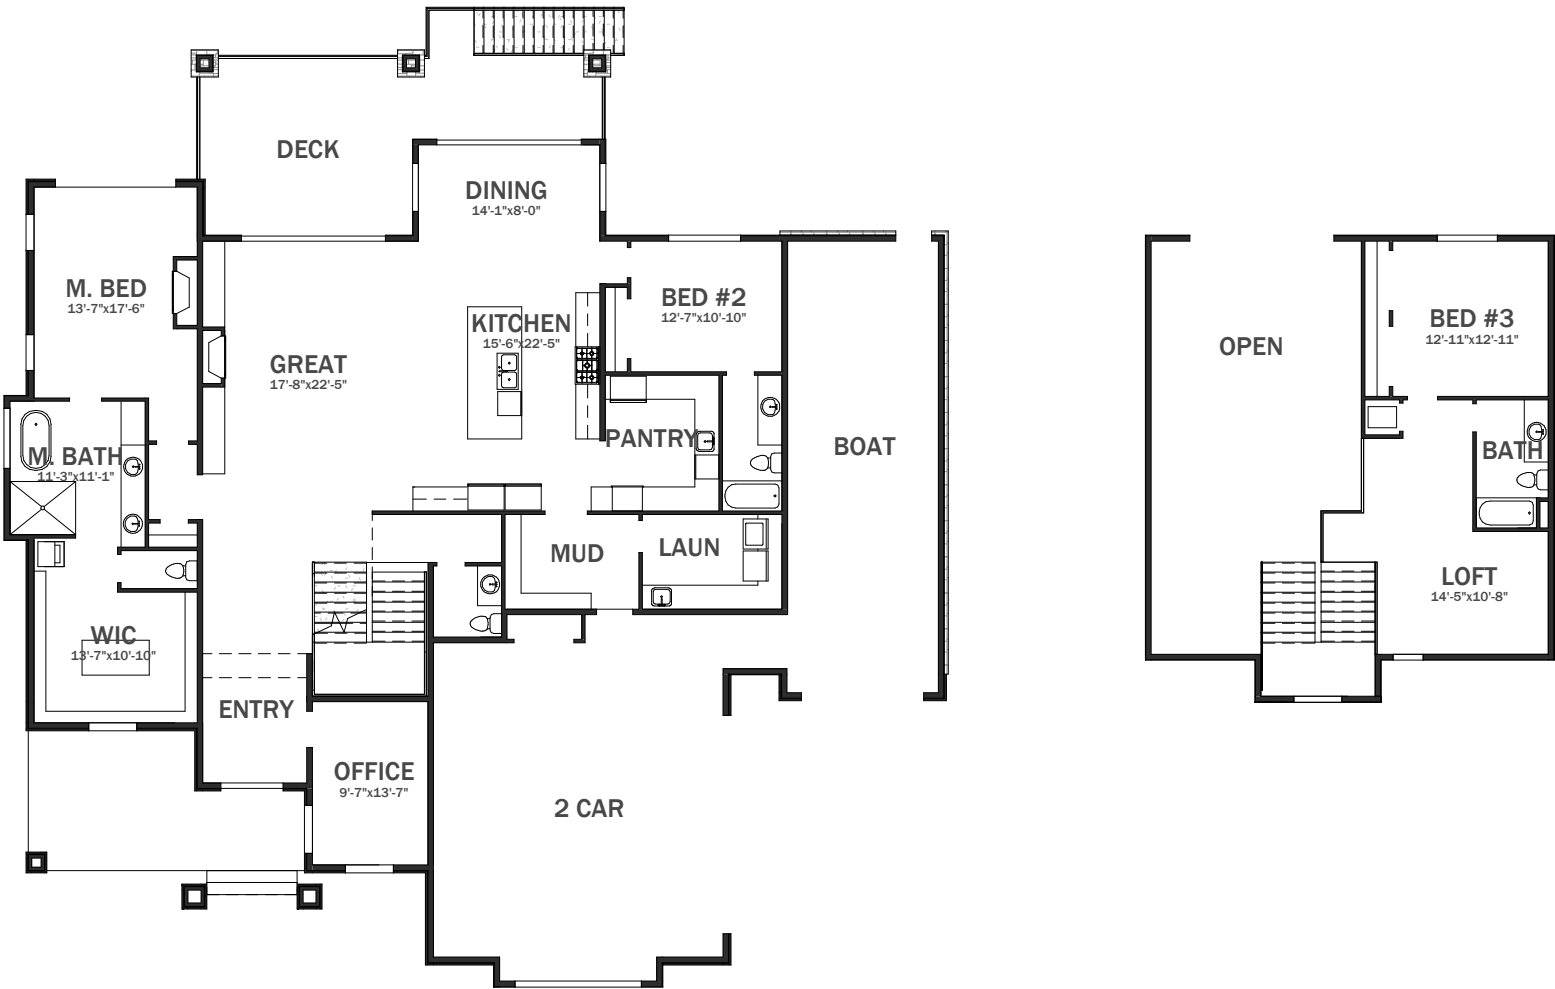 DECK
DINING
14'-1"x8'-0"
M. BED
13'-7"x17'-6"
BED #2
12'-7"x10'-10"
KITCHEN
15'-6"x22'-5"
GREAT
17'-8"x22'-5"
PANTRY
BOAT
M. BATH
11'-3"x11'-1"
MUD
LAUN
WIC
13'-7"x10'-10"
ENTRY
OFFICE
9'-7"x13'-7"
2 CAR
OPEN
BED #3
12'-11"x12'-11"
BATH
LOFT
14'-5"x10'-8"